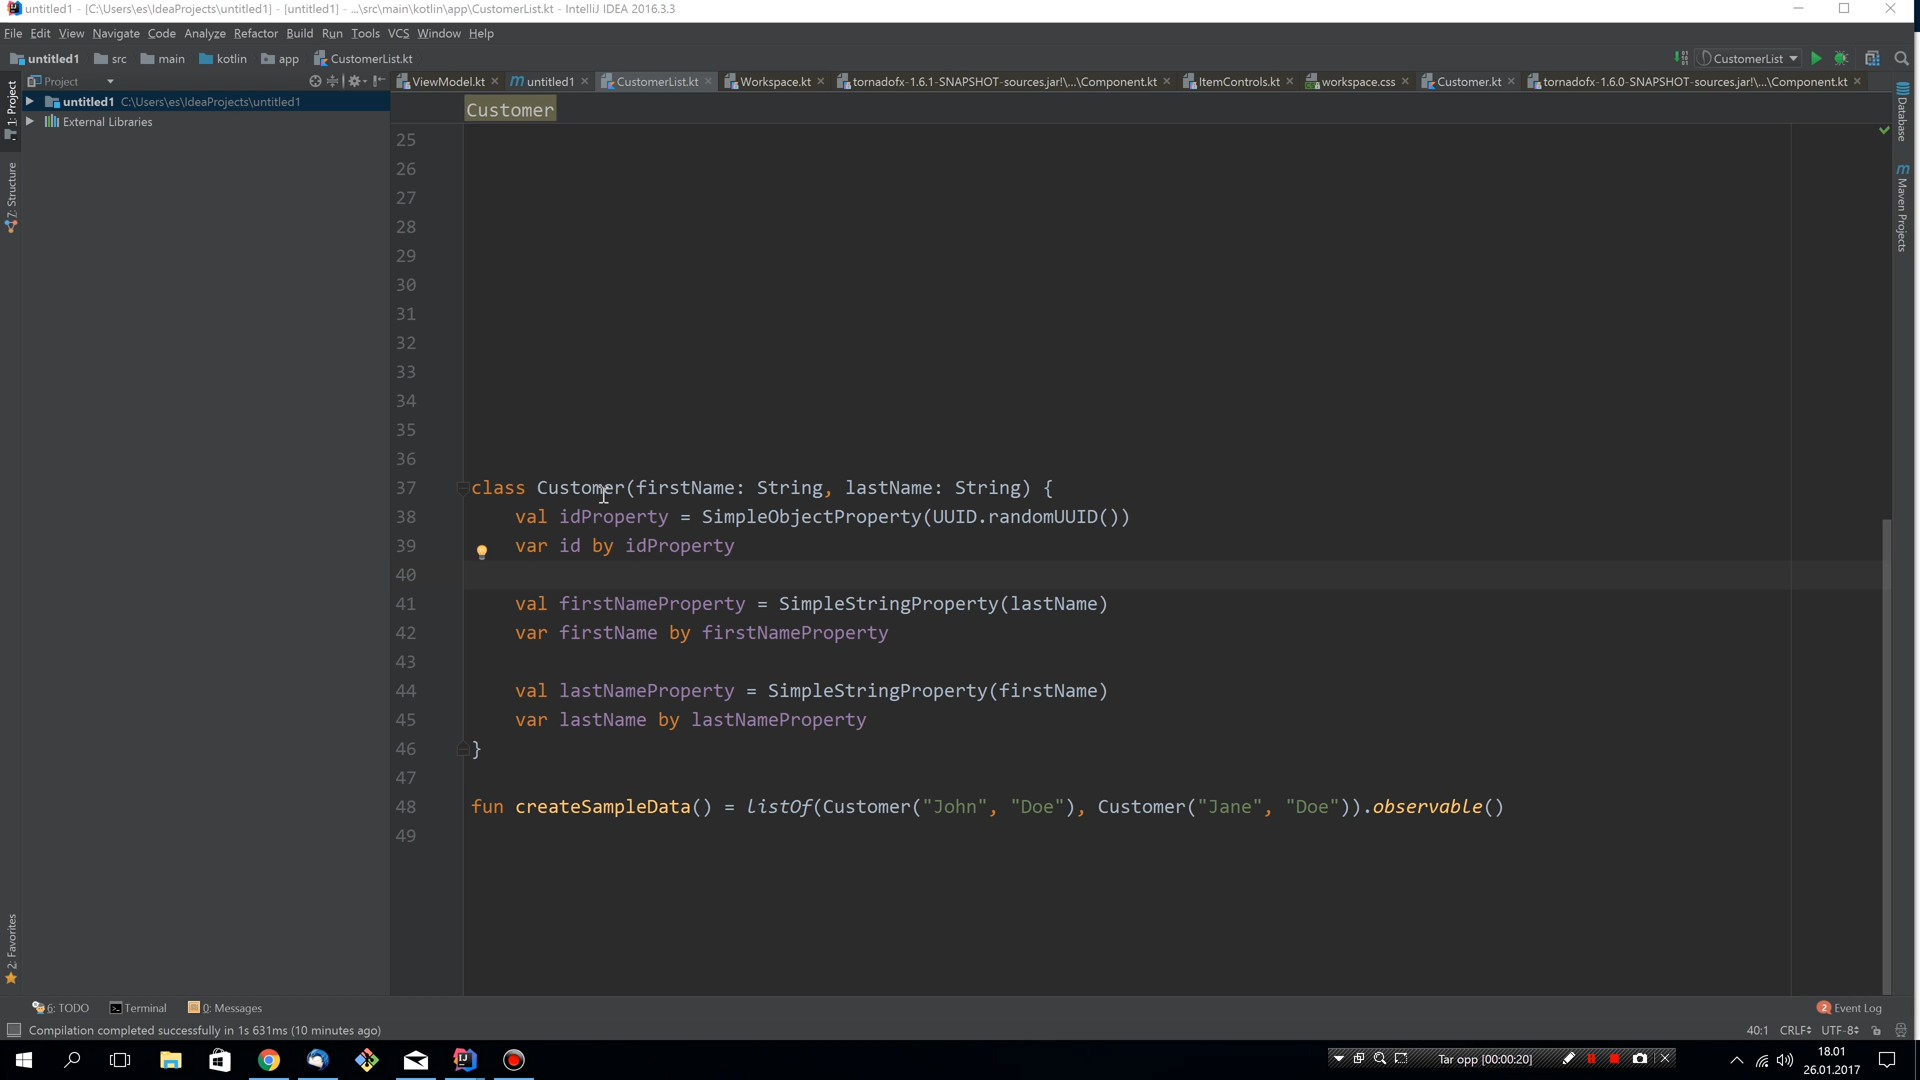 untitled1 - [C:\Users\es\IdeaProjects\untitled1] - [untitled1] - ...\src\main\kotlin\app\CustomerList.kt - IntelliJ IDEA 2016.3.3
File Edit View Navigate Code Analyze Refactor Build Run Tools VCS Window Help
untitled1 src main kotlin app CustomerList.kt CustomerList
Project ViewModel.kt untitled1 CustomerList.kt Workspace.kt tornadofx-1.6.1-SNAPSHOT-sources.jar!\...\Component.kt ItemControls.kt workspace.css Customer.kt tornadofx-1.6.0-SNAPSHOT-sources.jar!\...\Component.kt
untitled1 C:\Users\es\IdeaProjects\untitled1
External Libraries
1: Project
7: Structure
2: Favorites
Database
Maven Projects
Customer
25
26
27
28
29
30
31
32
33
34
35
36
37 class Customer(firstName: String, lastName: String) {
38 val idProperty = SimpleObjectProperty(UUID.randomUUID())
39 var id by idProperty
40
41 val firstNameProperty = SimpleStringProperty(lastName)
42 var firstName by firstNameProperty
43
44 val lastNameProperty = SimpleStringProperty(firstName)
45 var lastName by lastNameProperty
46 }
47
48 fun createSampleData() = listOf(Customer("John", "Doe"), Customer("Jane", "Doe")).observable()
49
6: TODO Terminal 0: Messages 2 Event Log
Compilation completed successfully in 1s 631ms (10 minutes ago) 40:1 CRLF÷ UTF-8÷
Tar opp [00:00:20]
18.01
26.01.2017